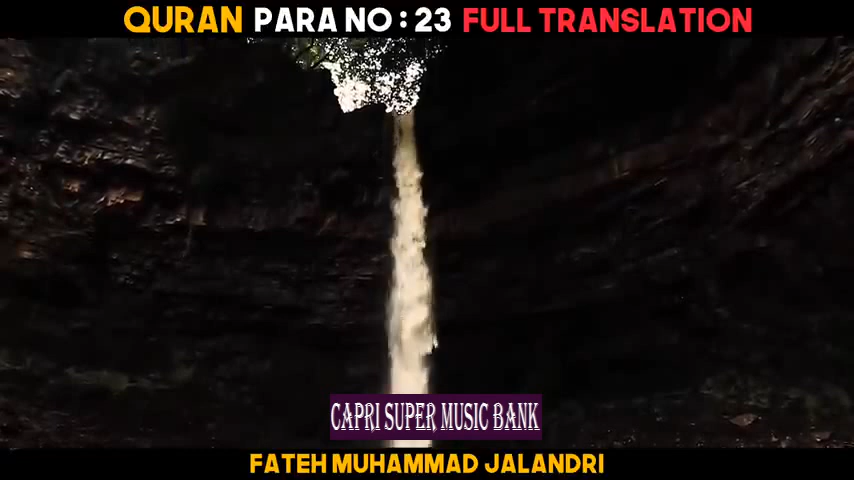 QURAN PARA NO : 23 FULL TRANSLATION
CAPRI SUPER MUSIC BANK
FATEH MUHAMMAD JALANDRI